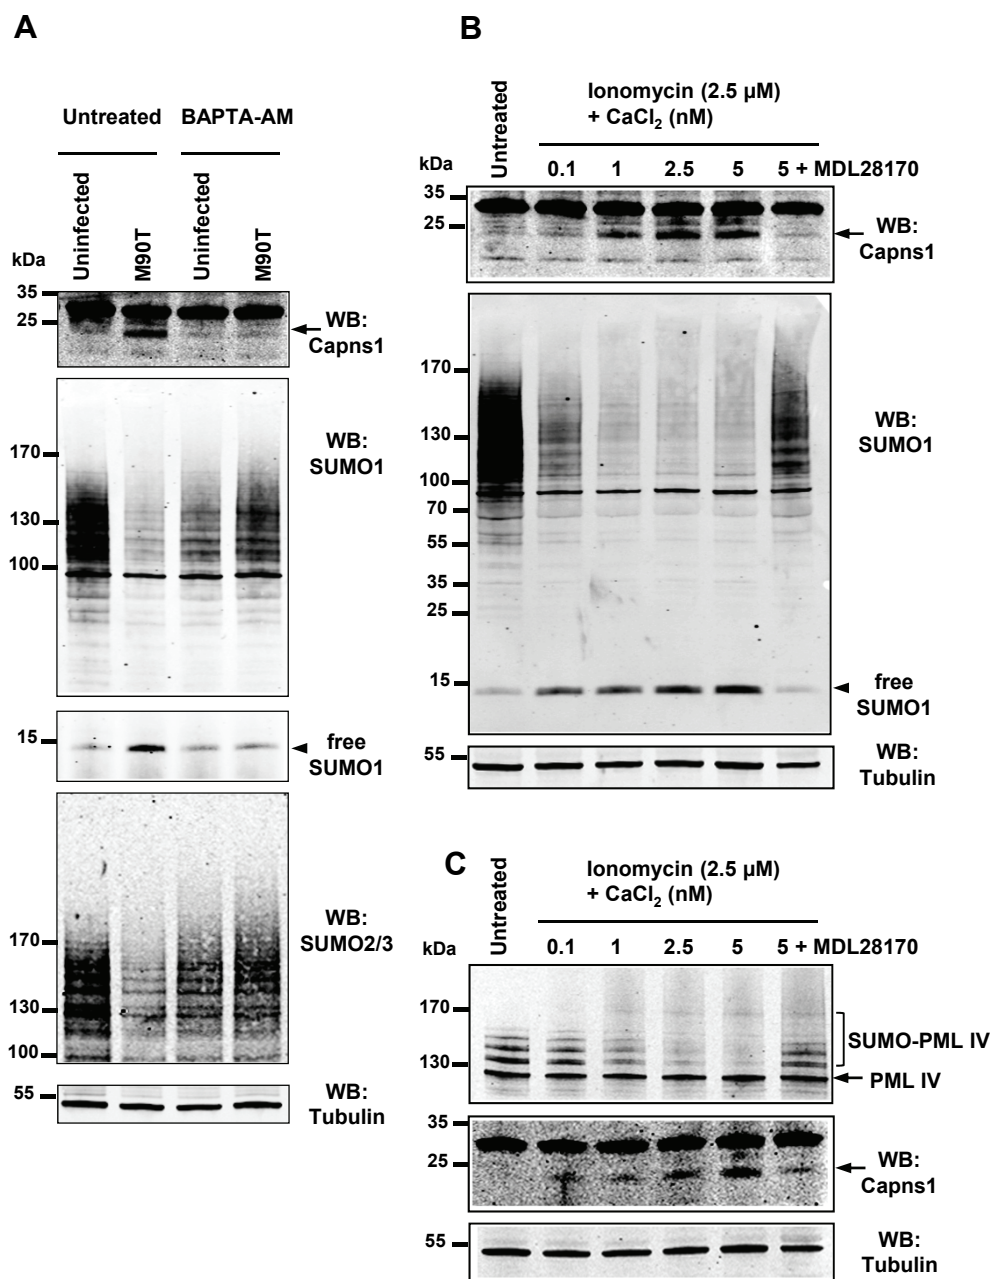 A
Untreated BAPTA-AM
Uninfected
M90T
Uninfected
M90T
kDa
35
25
WB:
Capns1
170
130
100
WB:
SUMO1
15
free
SUMO1
170
130
100
WB:
SUMO2/3
55
WB:
Tubulin
B
Untreated
Ionomycin (2.5 µM)
+ CaCl₂ (nM)
kDa
0.1 1 2.5 5 5 + MDL28170
35
25
WB:
Capns1
170
130
100
70
55
35
25
15
WB:
SUMO1
free
SUMO1
55
WB:
Tubulin
C
Untreated
Ionomycin (2.5 µM)
+ CaCl₂ (nM)
kDa
0.1 1 2.5 5 5 + MDL28170
170
130
SUMO-PML IV
PML IV
35
25
WB:
Capns1
55
WB:
Tubulin